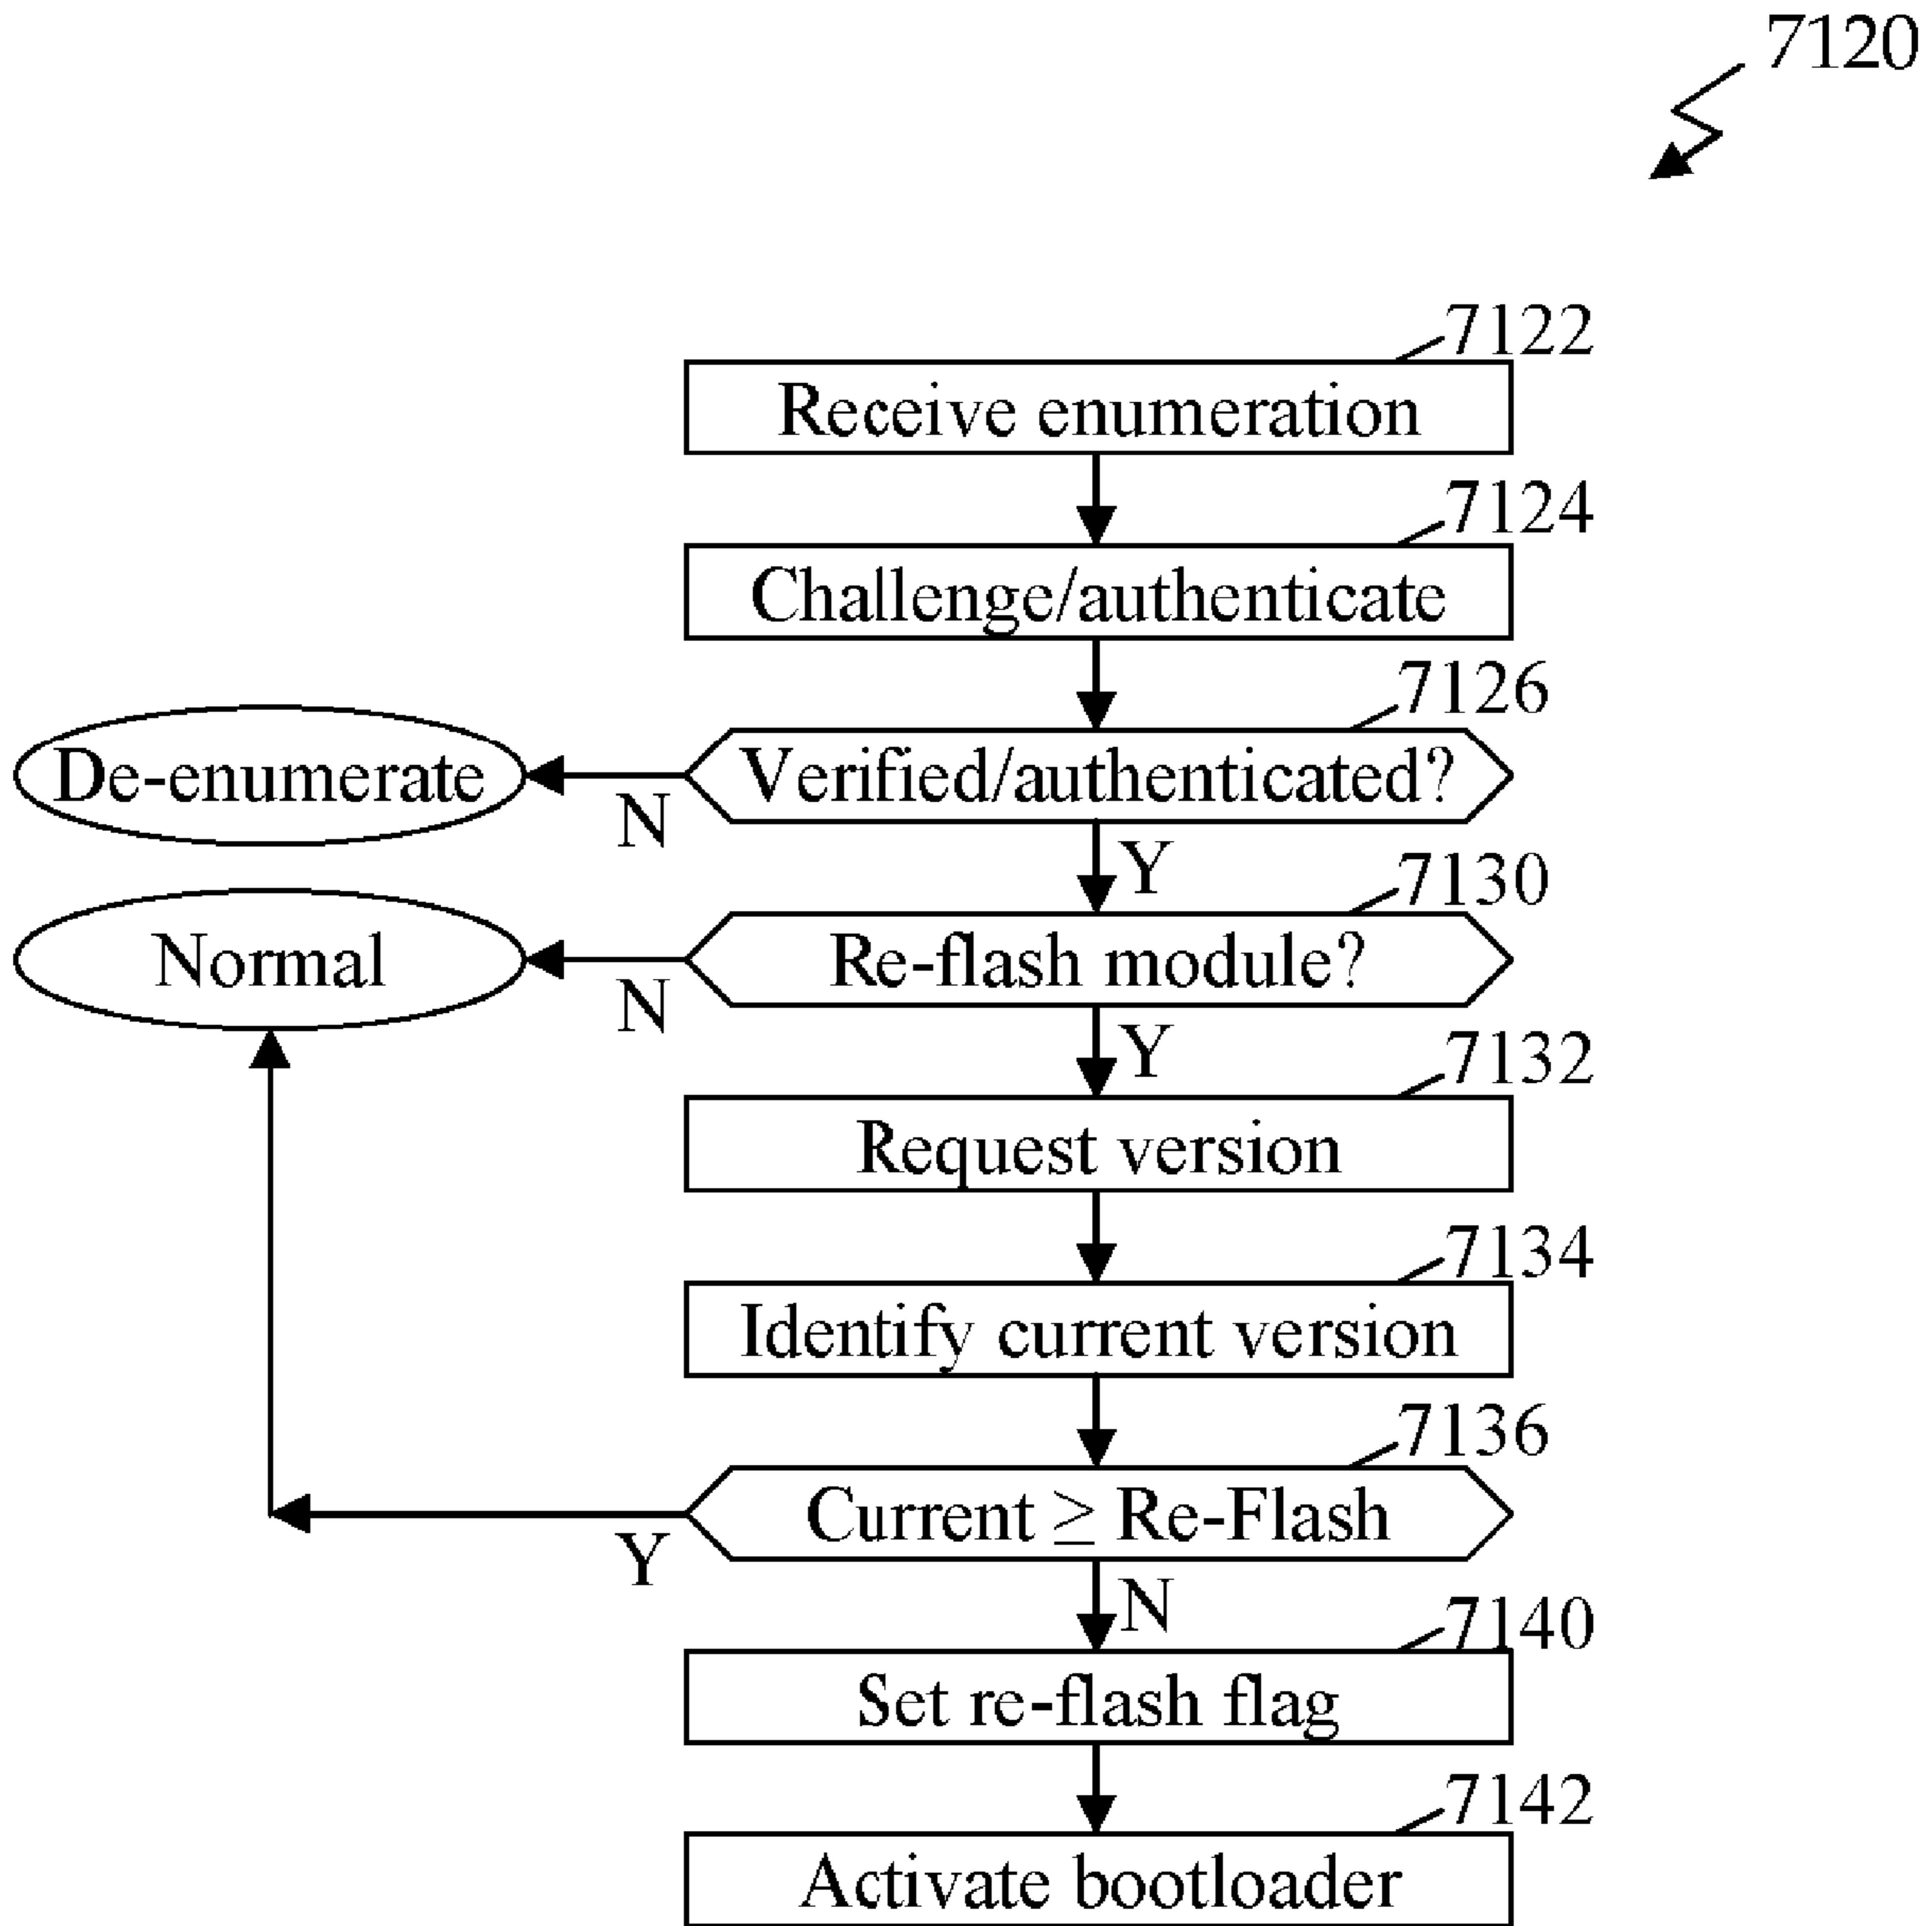 7120
7122
Receive enumeration
7124
Challenge/authenticate
7126
De-enumerate
Verified/authenticated?
N
Y
7130
Normal
Re-flash module?
N
Y
7132
Request version
7134
Identify current version
7136
Current ≥ Re-Flash
Y
N
7140
Set re-flash flag
7142
Activate bootloader